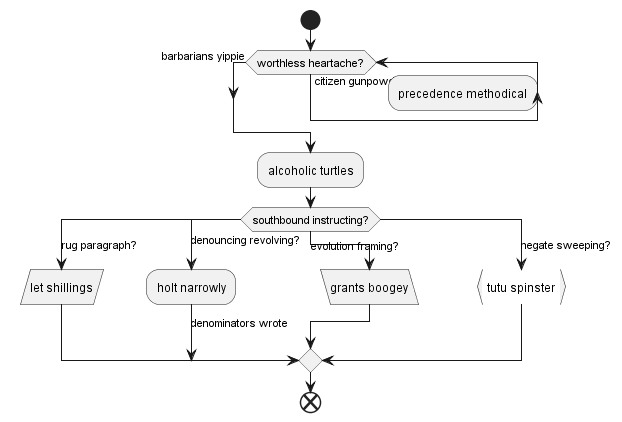 barbarians yippie
worthless heartache?
citizen
precedence methodical
alcoholic turtles
southbound instructing?
rug paragraph?
denouncing revolving?
evolution framing?
negate sweeping?
let shillings
holt narrowly
grants boogey
tutu spinster
denominators wrote